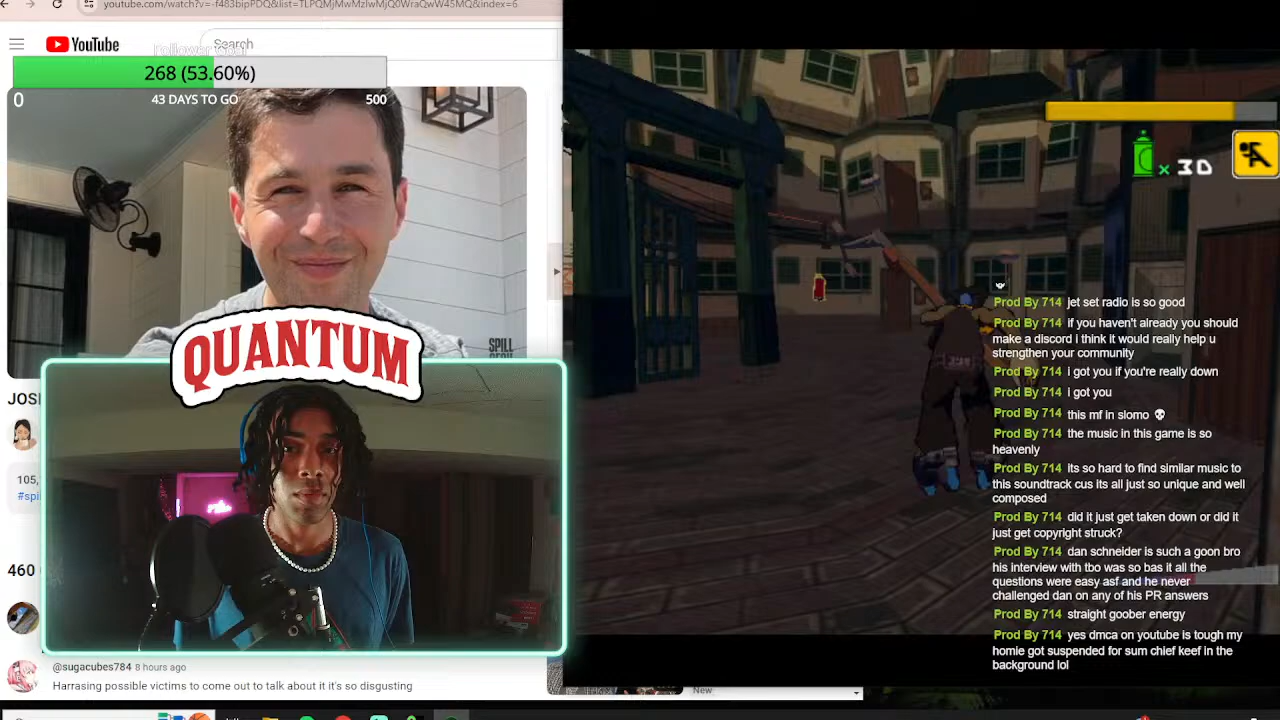 youtube.com/watch?v=-f483bipPDQ&list=TLPQMjMwMzIwMjQ0WraQwW45MQ&index=6
YouTube
Search
Follower Goal
268 (53.60%)
0
43 DAYS TO GO
500
× 30
SPILL
QUANTUM
JOS
105,
#spi
460
@sugacubes784 8 hours ago
Harrasing possible victims to come out to talk about it it's so disgusting
New
Prod By 714 jet set radio is so good
Prod By 714 if you haven't already you should
make a discord i think it would really help u
strengthen your community
Prod By 714 i got you if you're really down
Prod By 714 i got you
Prod By 714 this mf in slomo 💀
Prod By 714 the music in this game is so
heavenly
Prod By 714 its so hard to find similar music to
this soundtrack cus its all just so unique and well
composed
Prod By 714 did it just get taken down or did it
just get copyright struck?
Prod By 714 dan schneider is such a goon bro
his interview with tbo was so bas it all the
questions were easy asf and he never
challenged dan on any of his PR answers
Prod By 714 straight goober energy
Prod By 714 yes dmca on youtube is tough my
homie got suspended for sum chief keef in the
background lol